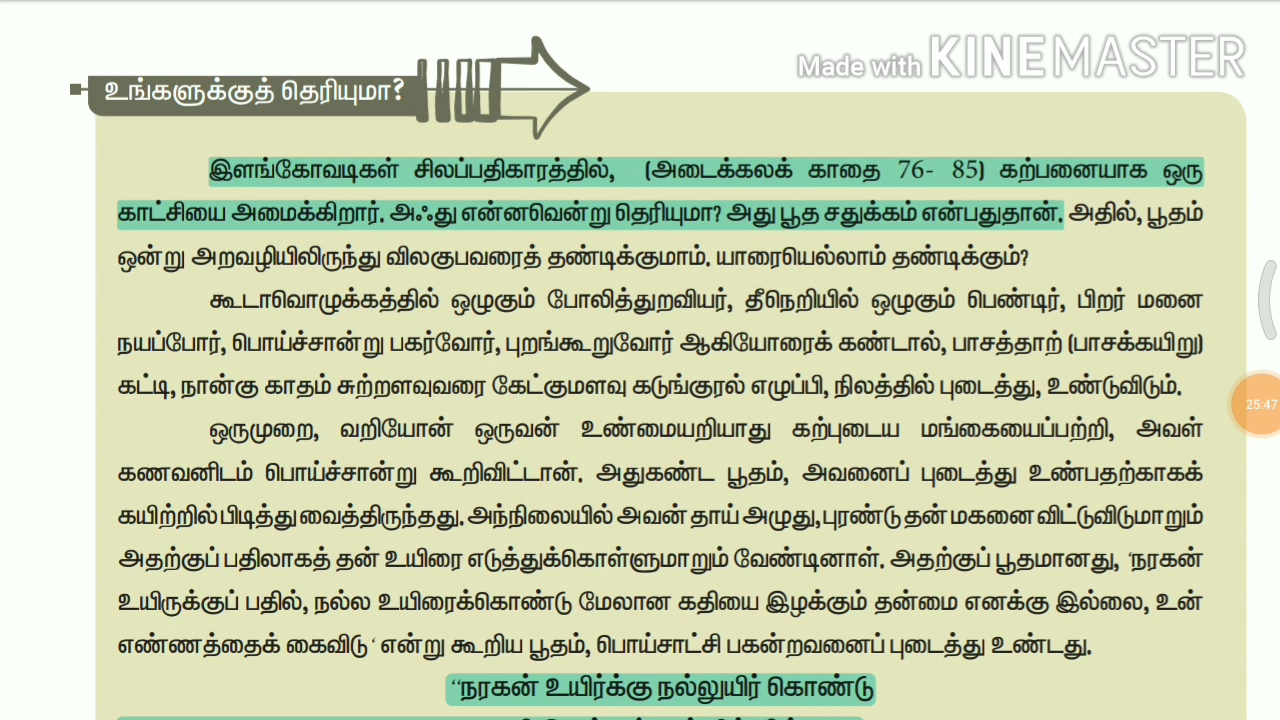 Made with KINEMASTER
உங்களுக்குத் தெரியுமா?
இளங்கோவடிகள் சிலப்பதிகாரத்தில், (அடைக்கலக் காதை 76- 85) கற்பனையாக ஒரு
காட்சியை அமைக்கிறார். அஃது என்னவென்று தெரியுமா? அது பூத சதுக்கம் என்பதுதான். அதில், பூதம்
ஒன்று அறவழியிலிருந்து விலகுபவரைத் தண்டிக்குமாம். யாரையெல்லாம் தண்டிக்கும்?
கூடாவொழுக்கத்தில் ஒழுகும் போலித்துறவியர், தீநெறியில் ஒழுகும் பெண்டிர், பிறர் மனை
நயப்போர், பொய்ச்சான்று பகர்வோர், புறங்கூறுவோர் ஆகியோரைக் கண்டால், பாசத்தாற் (பாசக்கயிறு)
கட்டி, நான்கு காதம் சுற்றளவுவரை கேட்குமளவு கடுங்குரல் எழுப்பி, நிலத்தில் புடைத்து, உண்டுவிடும்.
ஒருமுறை, வறியோன் ஒருவன் உண்மையறியாது கற்புடைய மங்கையைப்பற்றி, அவள்
கணவனிடம் பொய்ச்சான்று கூறிவிட்டான். அதுகண்ட பூதம், அவனைப் புடைத்து உண்பதற்காகக்
கயிற்றில் பிடித்து வைத்திருந்தது. அந்நிலையில் அவன் தாய் அழுது, புரண்டு தன் மகனை விட்டுவிடுமாறும்
அதற்குப் பதிலாகத் தன் உயிரை எடுத்துக்கொள்ளுமாறும் வேண்டினாள். அதற்குப் பூதமானது, 'நரகன்
உயிருக்குப் பதில், நல்ல உயிரைக்கொண்டு மேலான கதியை இழக்கும் தன்மை எனக்கு இல்லை, உன்
எண்ணத்தைக் கைவிடு' என்று கூறிய பூதம், பொய்சாட்சி பகன்றவனைப் புடைத்து உண்டது.
"நரகன் உயிர்க்கு நல்லுயிர் கொண்டு
25:47